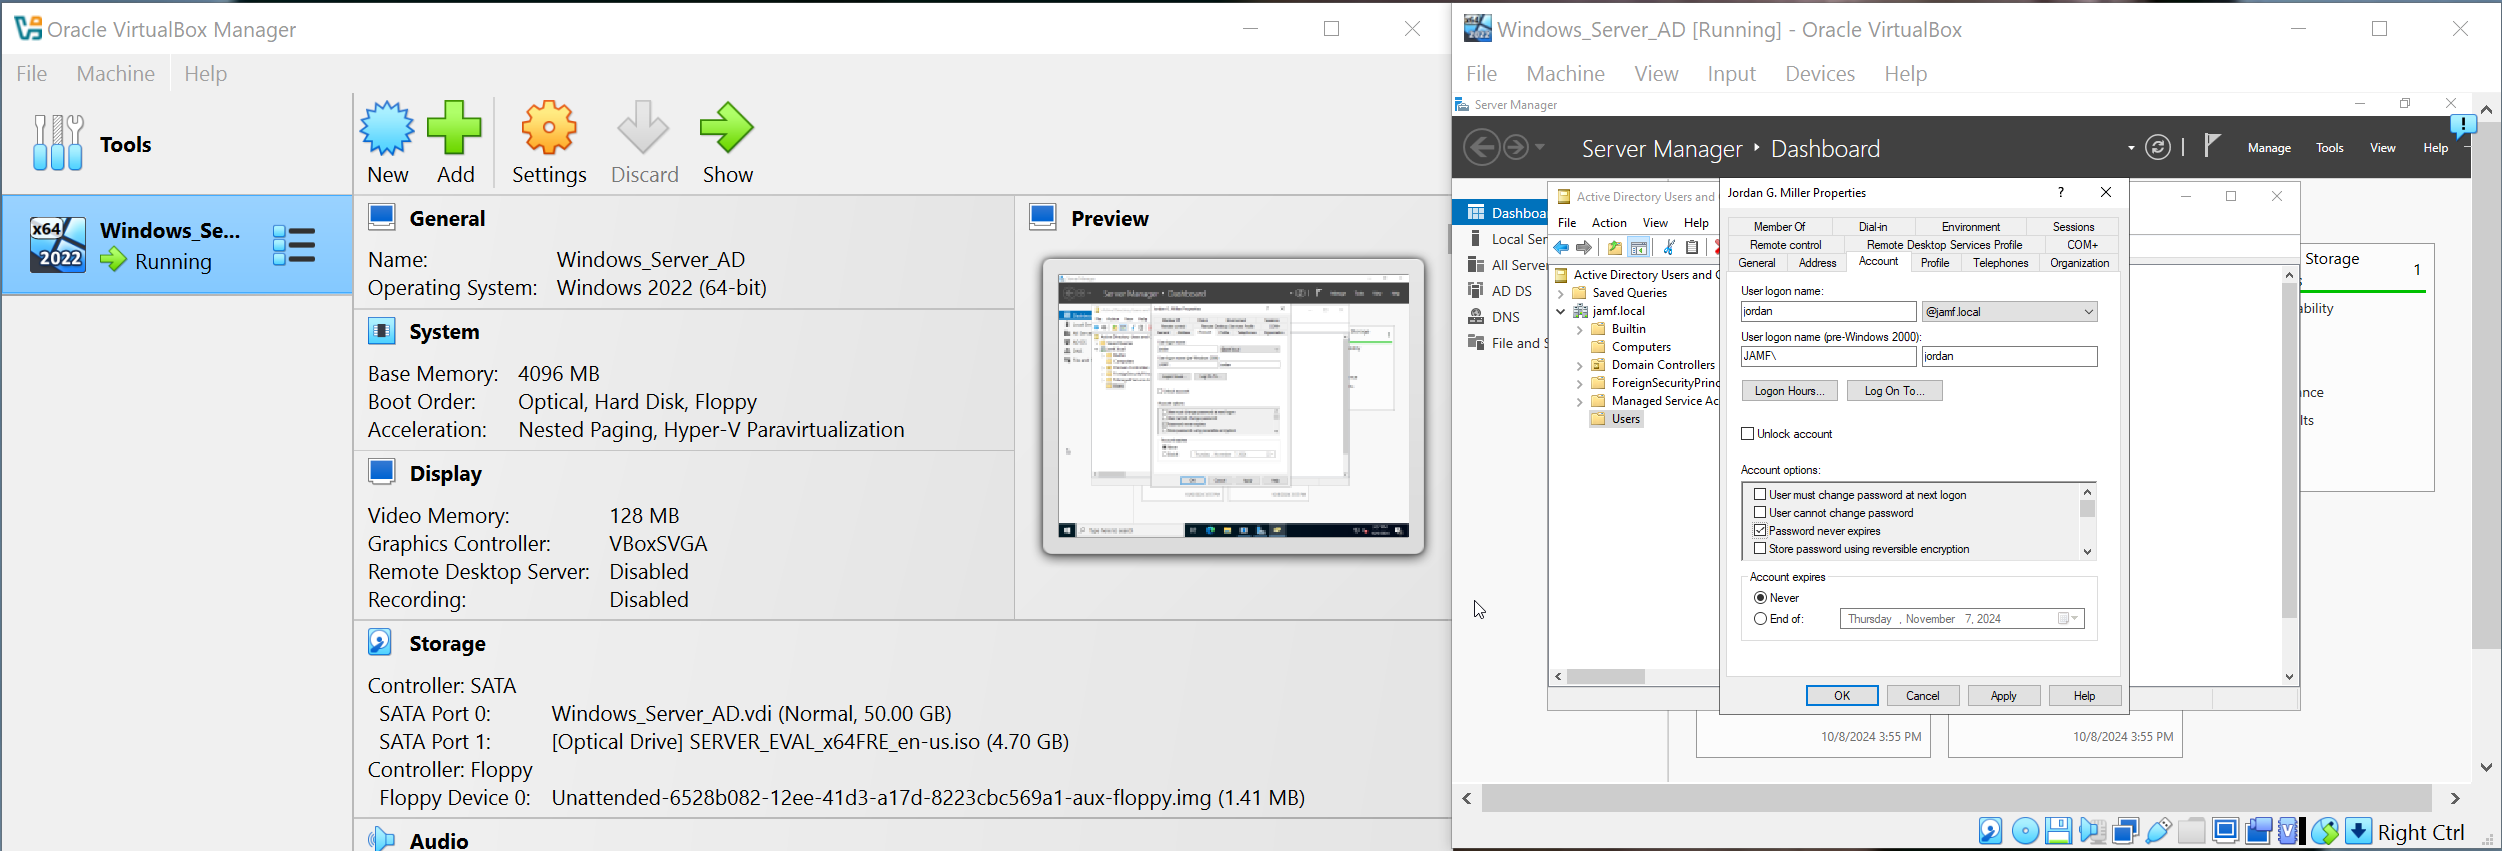 Oracle VirtualBox Manager
File Machine Help
Tools
New Add Settings Discard Show
x64 2022
Windows_Se...
Running
General
Name: Windows_Server_AD
Operating System: Windows 2022 (64-bit)
System
Base Memory: 4096 MB
Boot Order: Optical, Hard Disk, Floppy
Acceleration: Nested Paging, Hyper-V Paravirtualization
Display
Video Memory: 128 MB
Graphics Controller: VBoxSVGA
Remote Desktop Server: Disabled
Recording: Disabled
Storage
Controller: SATA
SATA Port 0: Windows_Server_AD.vdi (Normal, 50.00 GB)
SATA Port 1: [Optical Drive] SERVER_EVAL_x64FRE_en-us.iso (4.70 GB)
Controller: Floppy
Floppy Device 0: Unattended-6528b082-12ee-41d3-a17d-8223cbc569a1-aux-floppy.img (1.41 MB)
Audio
Preview
Server Manager Dashboard
Windows_Server_AD [Running] - Oracle VirtualBox
File Machine View Input Devices Help
Server Manager
Server Manager ‣ Dashboard
Manage Tools View Help
Dashboa
Local Ser
All Server
AD DS
DNS
File and S
Active Directory Users and
File Action View Help
Active Directory Users and C
Saved Queries
jamf.local
Builtin
Computers
Domain Controllers
ForeignSecurityPrinc
Managed Service Ac
Users
Jordan G. Miller Properties
? 
Member Of Dial-in Environment Sessions
Remote control Remote Desktop Services Profile COM+
General Address Account Profile Telephones Organization
User logon name:
jordan @jamf.local
User logon name (pre-Windows 2000):
JAMF\ jordan
Logon Hours... Log On To...
Unlock account
Account options:
User must change password at next logon
User cannot change password
Password never expires
Store password using reversible encryption
Account expires
Never
End of: Thursday , November 7, 2024
OK Cancel Apply Help
Storage 1
ability
nce
lts
10/8/2024 3:55 PM 10/8/2024 3:55 PM
Right Ctrl